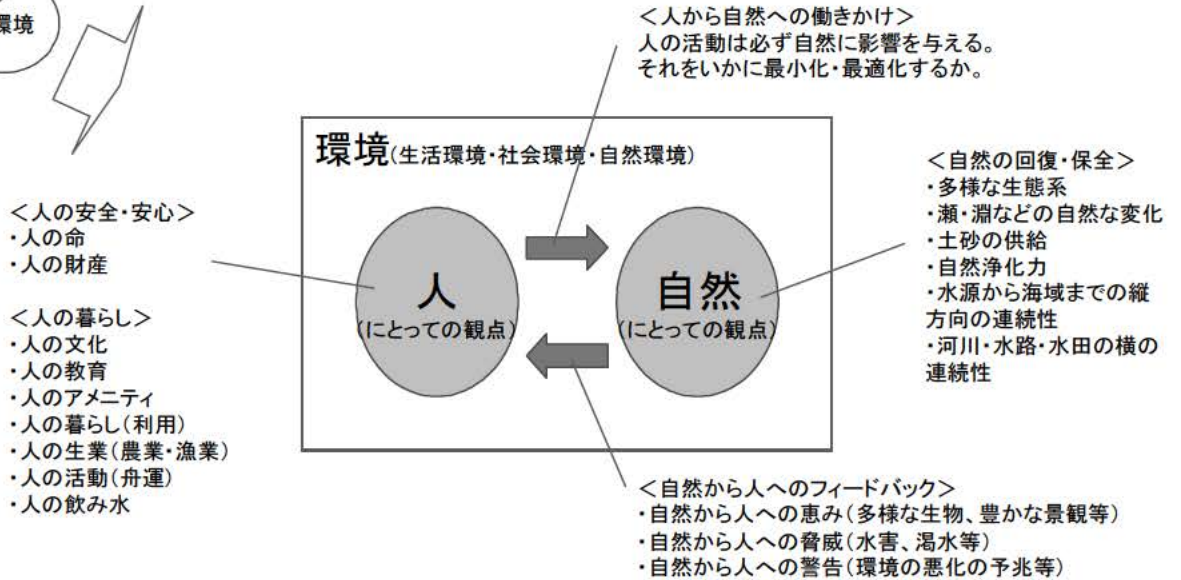 環境
＜人から自然への働きかけ＞
人の活動は必ず自然に影響を与える。
それをいかに最小化・最適化するか。
環境(生活環境・社会環境・自然環境)
＜人の安全・安心＞
・人の命
・人の財産
＜人の暮らし＞
・人の文化
・人の教育
・人のアメニティ
・人の暮らし(利用)
・人の生業(農業・漁業)
・人の活動(舟運)
・人の飲み水
人
(にとっての観点)
自然
(にとっての観点)
＜自然の回復・保全＞
・多様な生態系
・瀬・淵などの自然な変化
・土砂の供給
・自然浄化力
・水源から海域までの縦
方向の連続性
・河川・水路・水田の横の
連続性
＜自然から人へのフィードバック＞
・自然から人への恵み(多様な生物、豊かな景観等)
・自然から人への脅威(水害、渇水等)
・自然から人への警告(環境の悪化の予兆等)